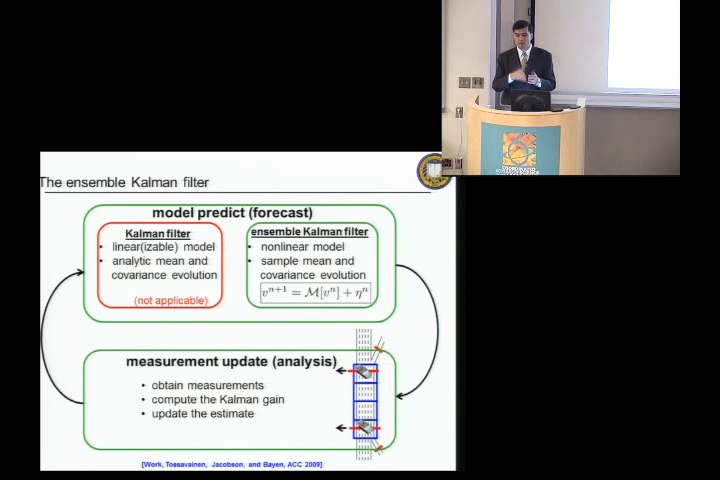 The ensemble Kalman filter
model predict (forecast)
Kalman filter
• linear(izable) model
• analytic mean and
covariance evolution
(not applicable)
ensemble Kalman filter
• nonlinear model
• sample mean and
covariance evolution
v^{n+1} = M[v^n] + η^n
measurement update (analysis)
• obtain measurements
• compute the Kalman gain
• update the estimate
[Work, Tossavainen, Jacobson, and Bayen, ACC 2009]
COORDINATED
SCIENCE